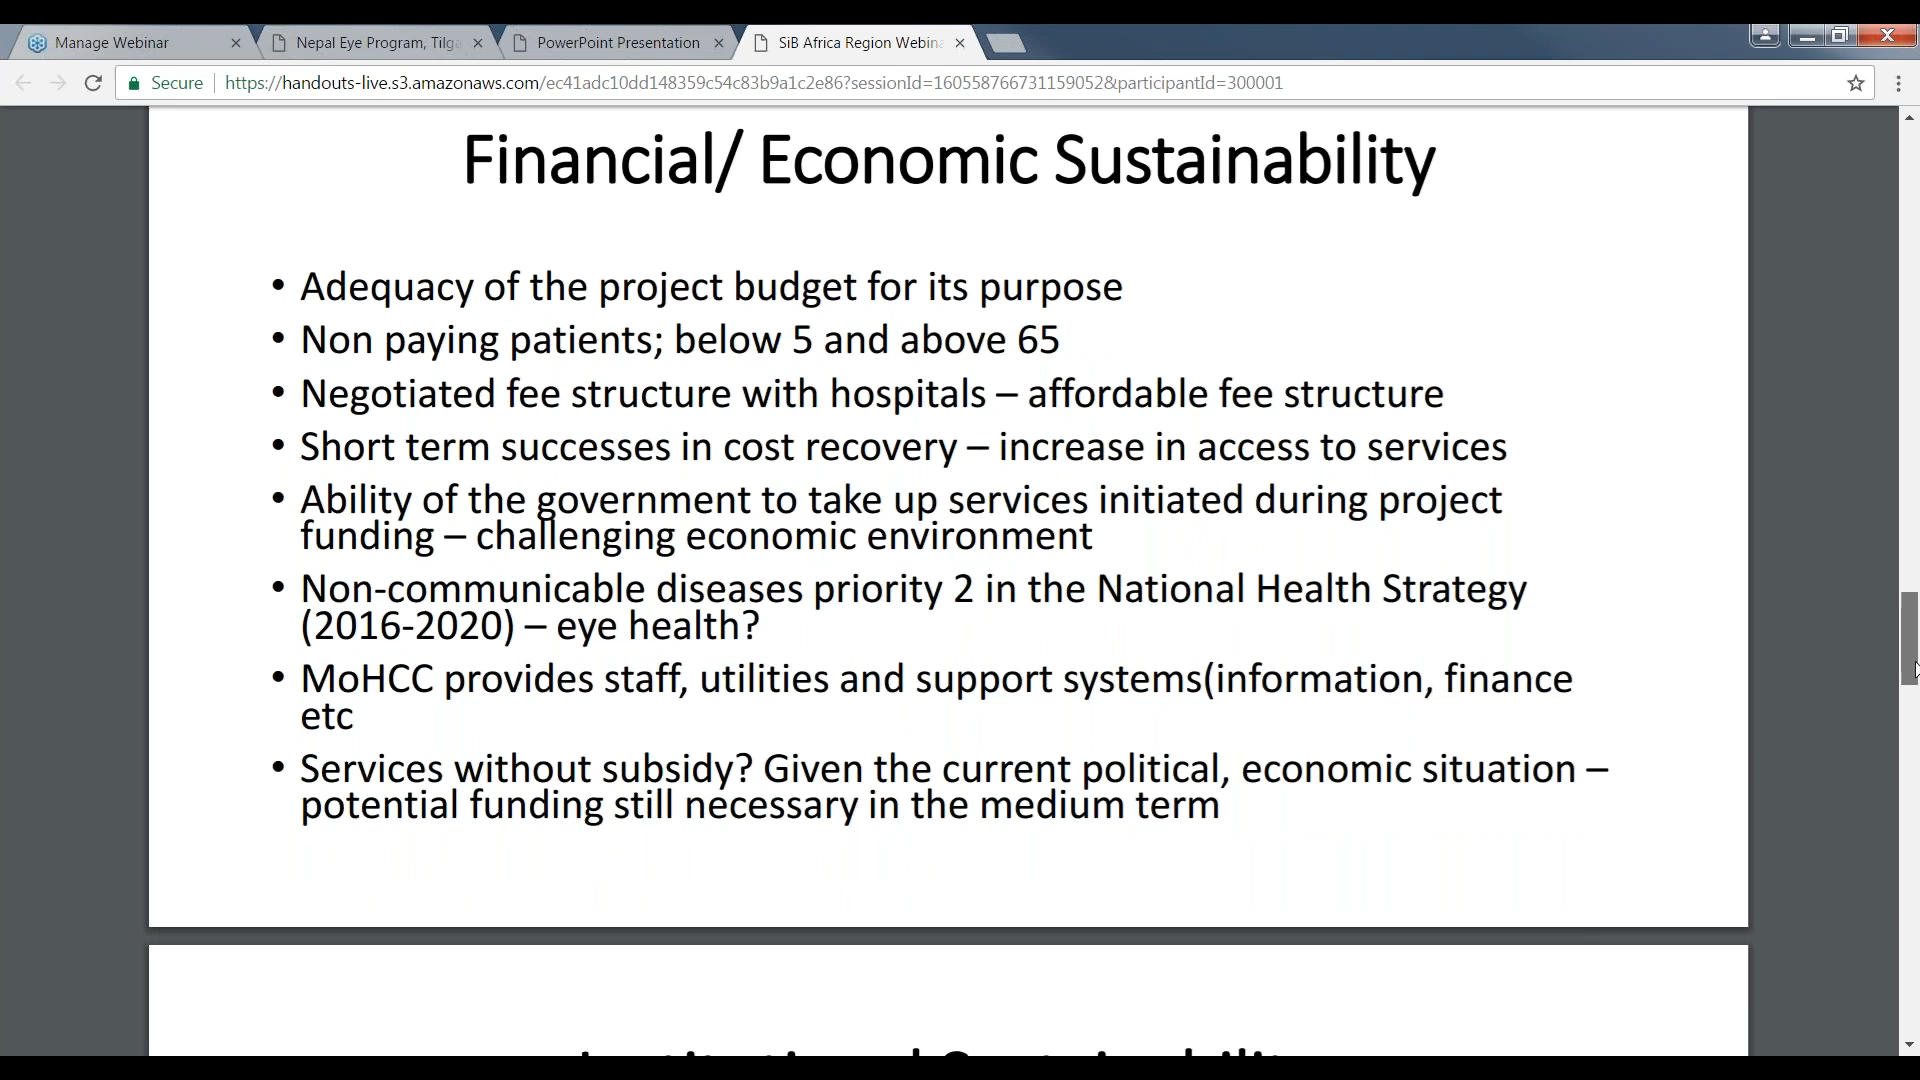 Manage Webinar
Nepal Eye Program, Tilga
PowerPoint Presentation
SiB Africa Region Webina
Secure
https://handouts-live.s3.amazonaws.com/ec41adc10dd148359c54c83b9a1c2e86?sessionId=160558766731159052&participantId=300001
Financial/ Economic Sustainability
• Adequacy of the project budget for its purpose
• Non paying patients; below 5 and above 65
• Negotiated fee structure with hospitals – affordable fee structure
• Short term successes in cost recovery – increase in access to services
• Ability of the government to take up services initiated during project
funding – challenging economic environment
• Non-communicable diseases priority 2 in the National Health Strategy
(2016-2020) – eye health?
• MoHCC provides staff, utilities and support systems(information, finance
etc
• Services without subsidy? Given the current political, economic situation –
potential funding still necessary in the medium term